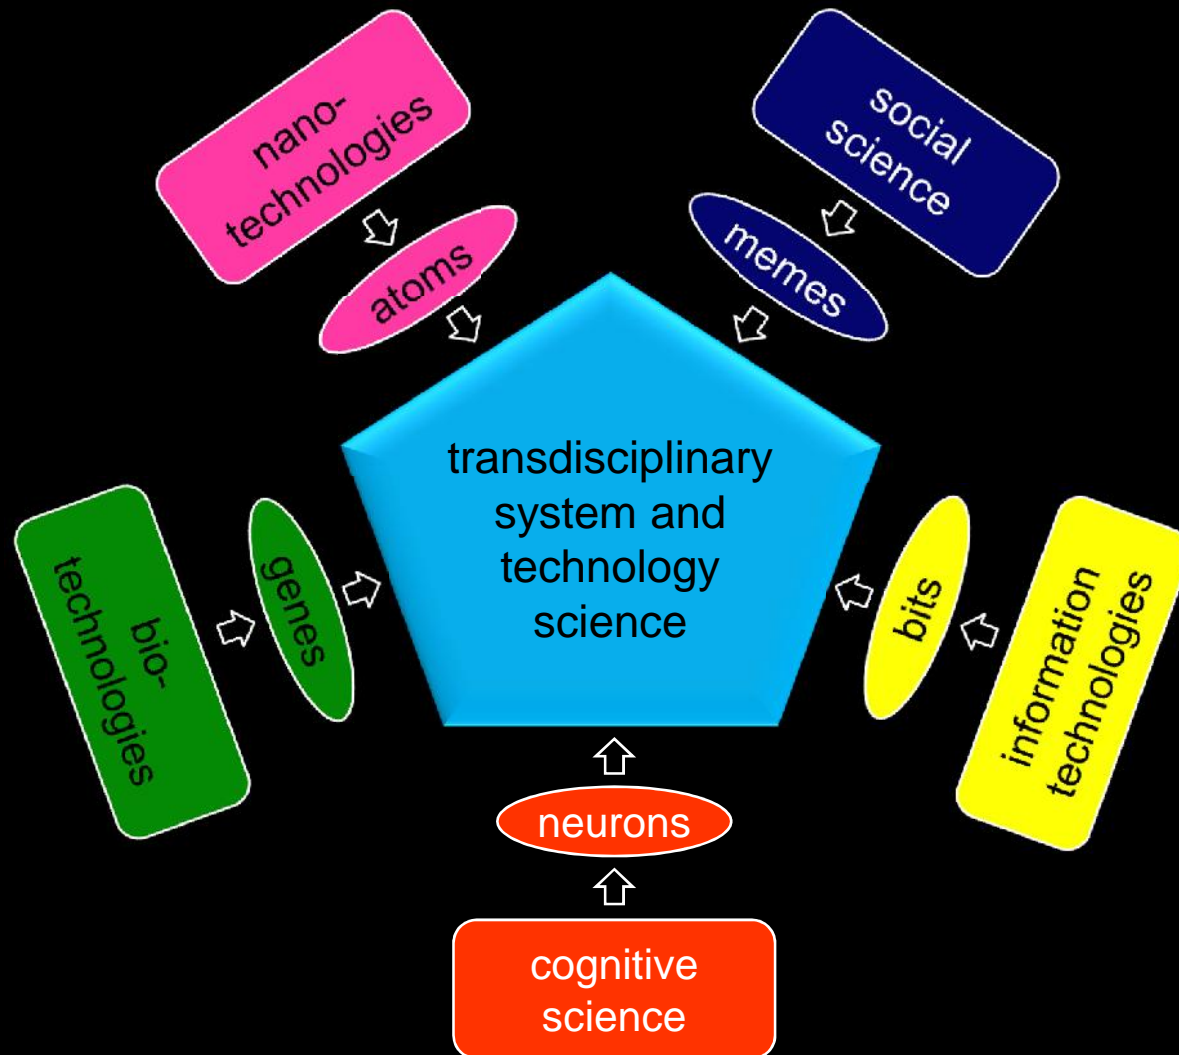 nano-
technologies
atoms
social
science
memes
transdisciplinary
system and
technology
science
bio-
technologies
genes
bits
information
technologies
neurons
cognitive
science